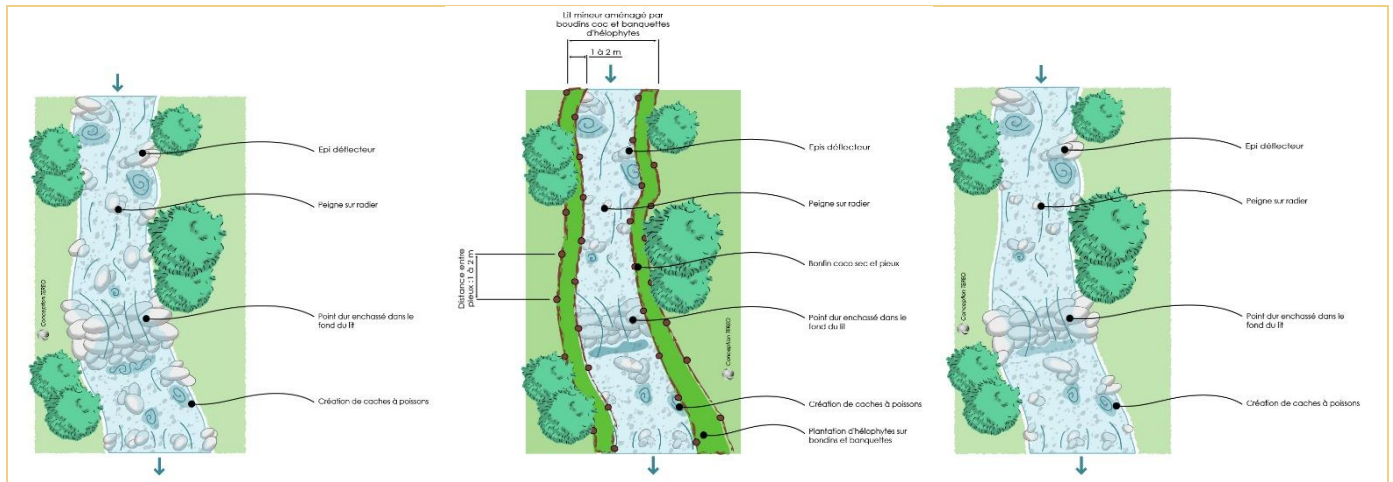 Epi déflecteur
Peigne sur radier
Point dur enchassé dans le
fond du lit
Création de caches à poissons
Conception TEREO
Lit mineur aménagé par
boudins coc et banquettes
d'hélophytes
1 à 2 m
Epis déflecteur
Peigne sur radier
Distance entre
pieux : 1 à 2 m
Bonfin coco sec et pieux
Point dur enchassé dans le
fond du lit
Conception TEREO
Création de caches à poissons
Plantation d'hélophytes sur
bondins et banquettes
Epi déflecteur
Peigne sur radier
Conception TEREO
Point dur enchassé dans le
fond du lit
Création de caches à poissons